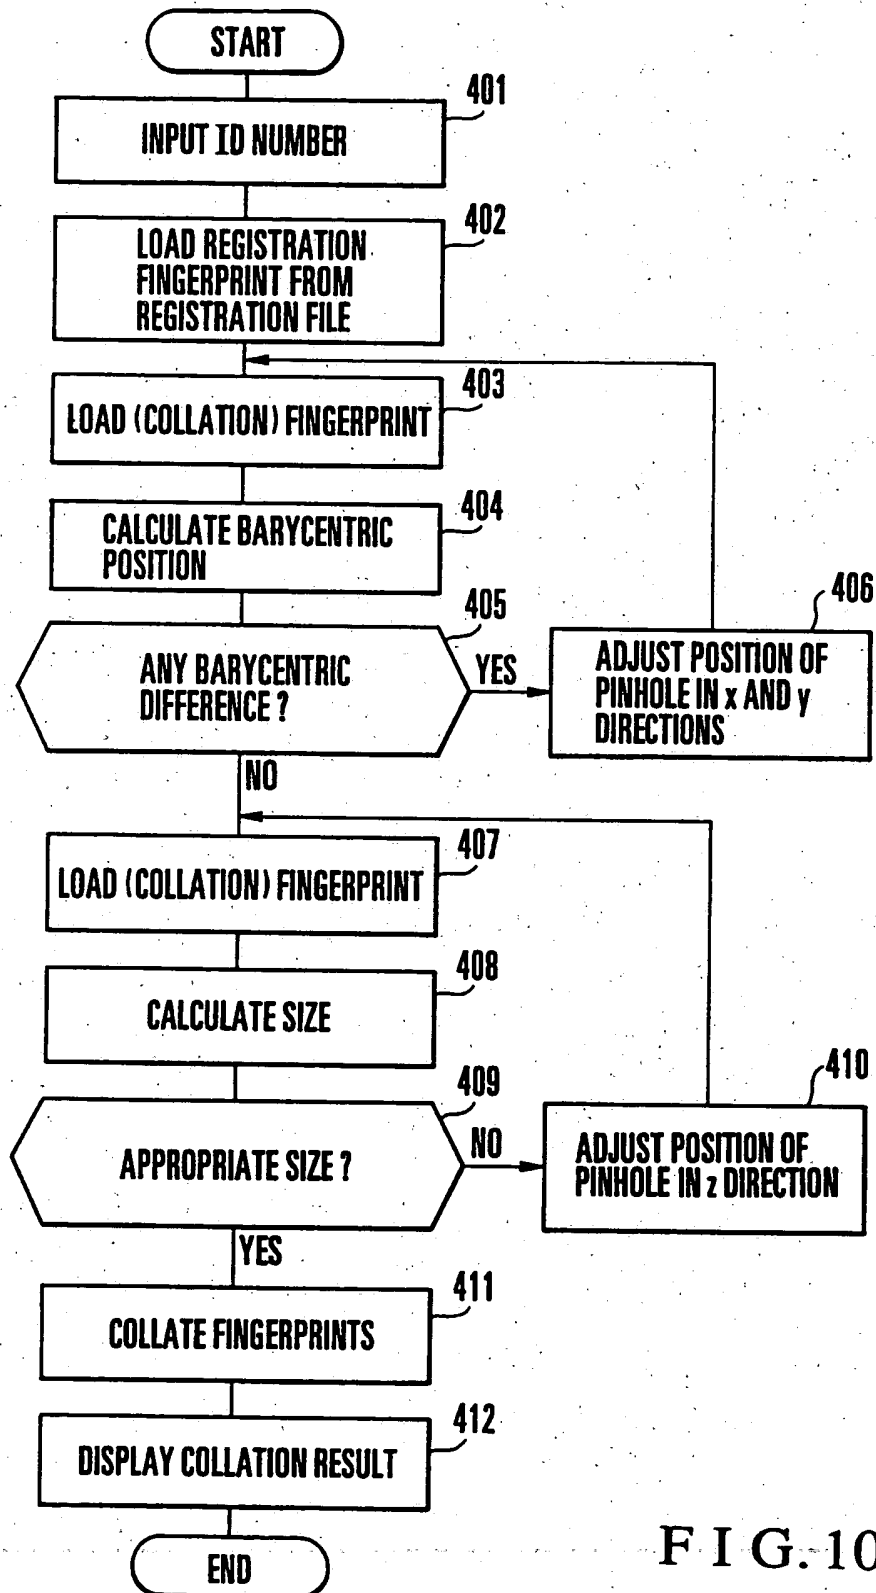 START
401
INPUT ID NUMBER
402
LOAD REGISTRATION
FINGERPRINT FROM
REGISTRATION FILE
403
LOAD (COLLATION) FINGERPRINT
404
CALCULATE BARYCENTRIC
POSITION
405
ANY BARYCENTRIC
DIFFERENCE ?
YES
406
ADJUST POSITION OF
PINHOLE IN x AND y
DIRECTIONS
NO
407
LOAD (COLLATION) FINGERPRINT
408
CALCULATE SIZE
409
APPROPRIATE SIZE ?
NO
410
ADJUST POSITION OF
PINHOLE IN z DIRECTION
YES
411
COLLATE FINGERPRINTS
412
DISPLAY COLLATION RESULT
END
FIG. 10